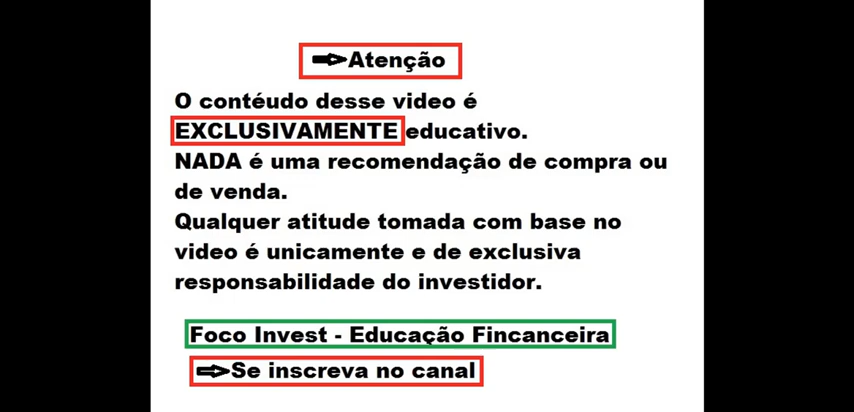 ⇒Atenção
O contéudo desse video é
EXCLUSIVAMENTE educativo.
NADA é uma recomendação de compra ou
de venda.
Qualquer atitude tomada com base no
video é unicamente e de exclusiva
responsabilidade do investidor.
Foco Invest - Educação Fincanceira
⇒Se inscreva no canal